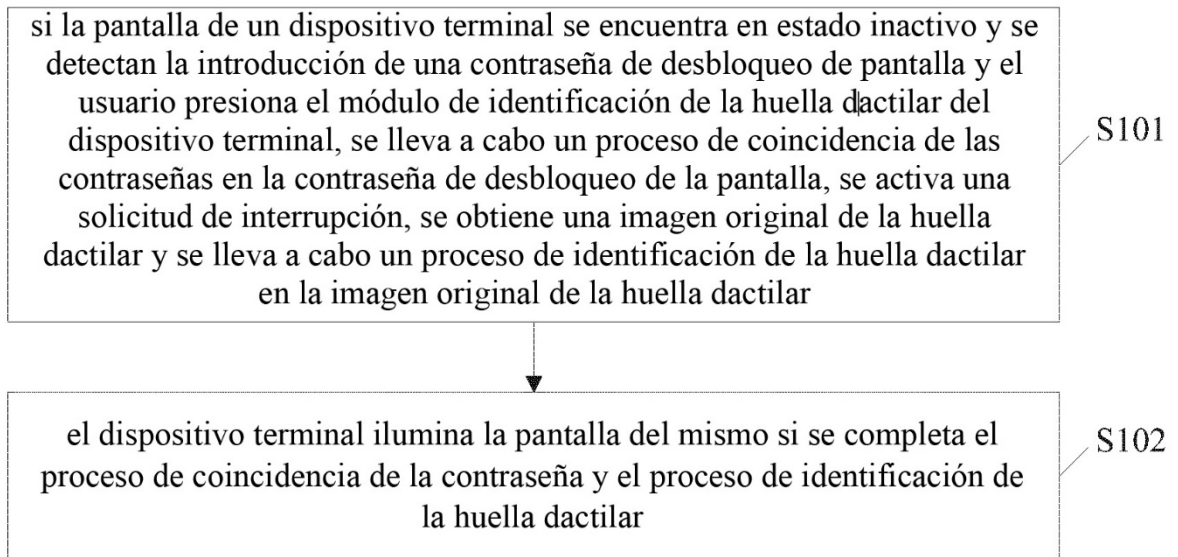 si la pantalla de un dispositivo terminal se encuentra en estado inactivo y se
detectan la introducción de una contraseña de desbloqueo de pantalla y el
usuario presiona el módulo de identificación de la huella dactilar del
dispositivo terminal, se lleva a cabo un proceso de coincidencia de las
contraseñas en la contraseña de desbloqueo de la pantalla, se activa una
solicitud de interrupción, se obtiene una imagen original de la huella
dactilar y se lleva a cabo un proceso de identificación de la huella dactilar
en la imagen original de la huella dactilar
S101
el dispositivo terminal ilumina la pantalla del mismo si se completa el
proceso de coincidencia de la contraseña y el proceso de identificación de
la huella dactilar
S102